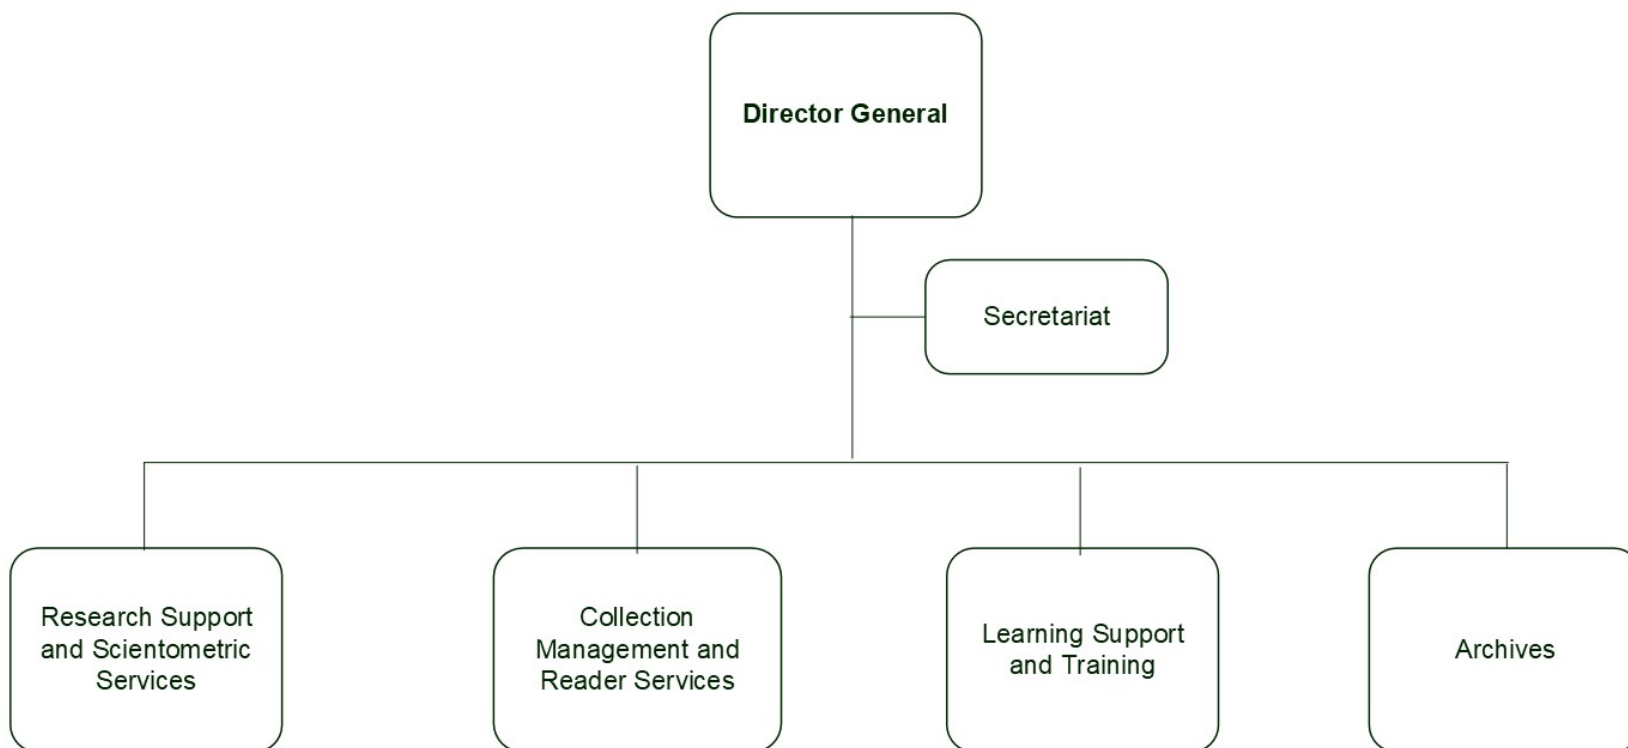 Director General
Secretariat
Research Support
and Scientometric
Services
Collection
Management and
Reader Services
Learning Support
and Training
Archives